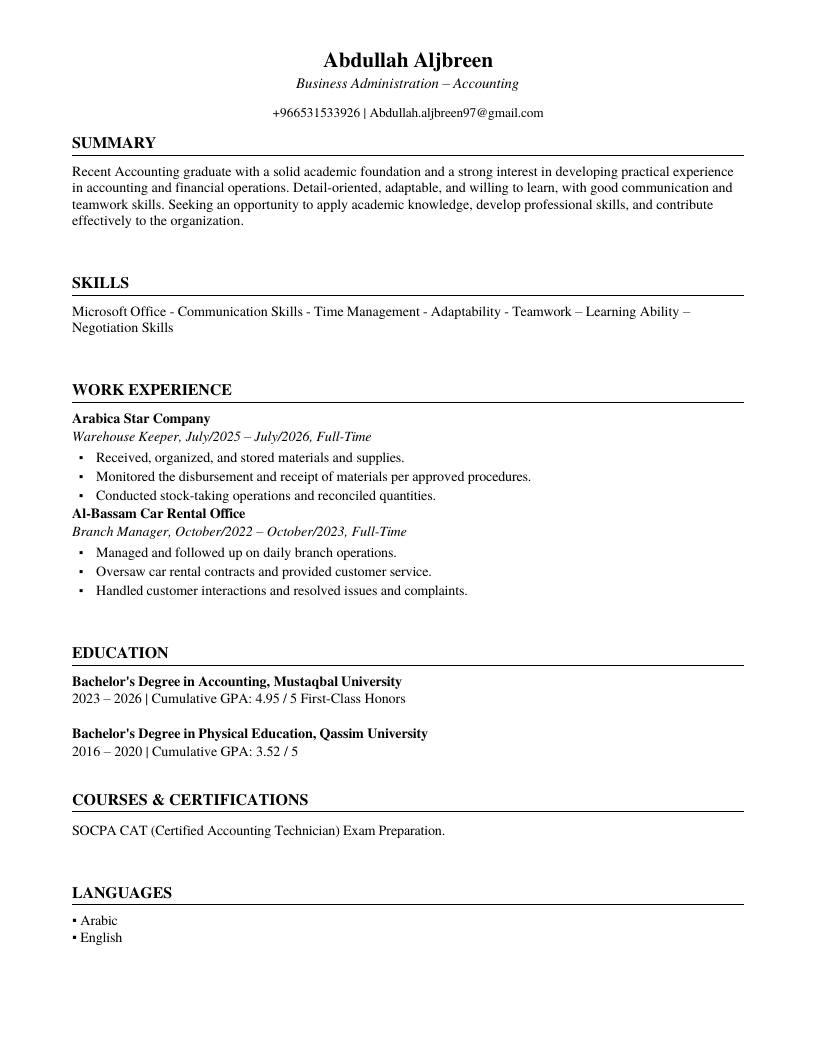 Abdullah Aljbreen
Business Administration – Accounting
+966531533926 | Abdullah.aljbreen97@gmail.com
SUMMARY
Recent Accounting graduate with a solid academic foundation and a strong interest in developing practical experience
in accounting and financial operations. Detail-oriented, adaptable, and willing to learn, with good communication and
teamwork skills. Seeking an opportunity to apply academic knowledge, develop professional skills, and contribute
effectively to the organization.
SKILLS
Microsoft Office - Communication Skills - Time Management - Adaptability - Teamwork – Learning Ability –
Negotiation Skills
WORK EXPERIENCE
Arabica Star Company
Warehouse Keeper, July/2025 – July/2026, Full-Time
▪ Received, organized, and stored materials and supplies.
▪ Monitored the disbursement and receipt of materials per approved procedures.
▪ Conducted stock-taking operations and reconciled quantities.
Al-Bassam Car Rental Office
Branch Manager, October/2022 – October/2023, Full-Time
▪ Managed and followed up on daily branch operations.
▪ Oversaw car rental contracts and provided customer service.
▪ Handled customer interactions and resolved issues and complaints.
EDUCATION
Bachelor's Degree in Accounting, Mustaqbal University
2023 – 2026 | Cumulative GPA: 4.95 / 5 First-Class Honors
Bachelor's Degree in Physical Education, Qassim University
2016 – 2020 | Cumulative GPA: 3.52 / 5
COURSES & CERTIFICATIONS
SOCPA CAT (Certified Accounting Technician) Exam Preparation.
LANGUAGES
▪ Arabic
▪ English